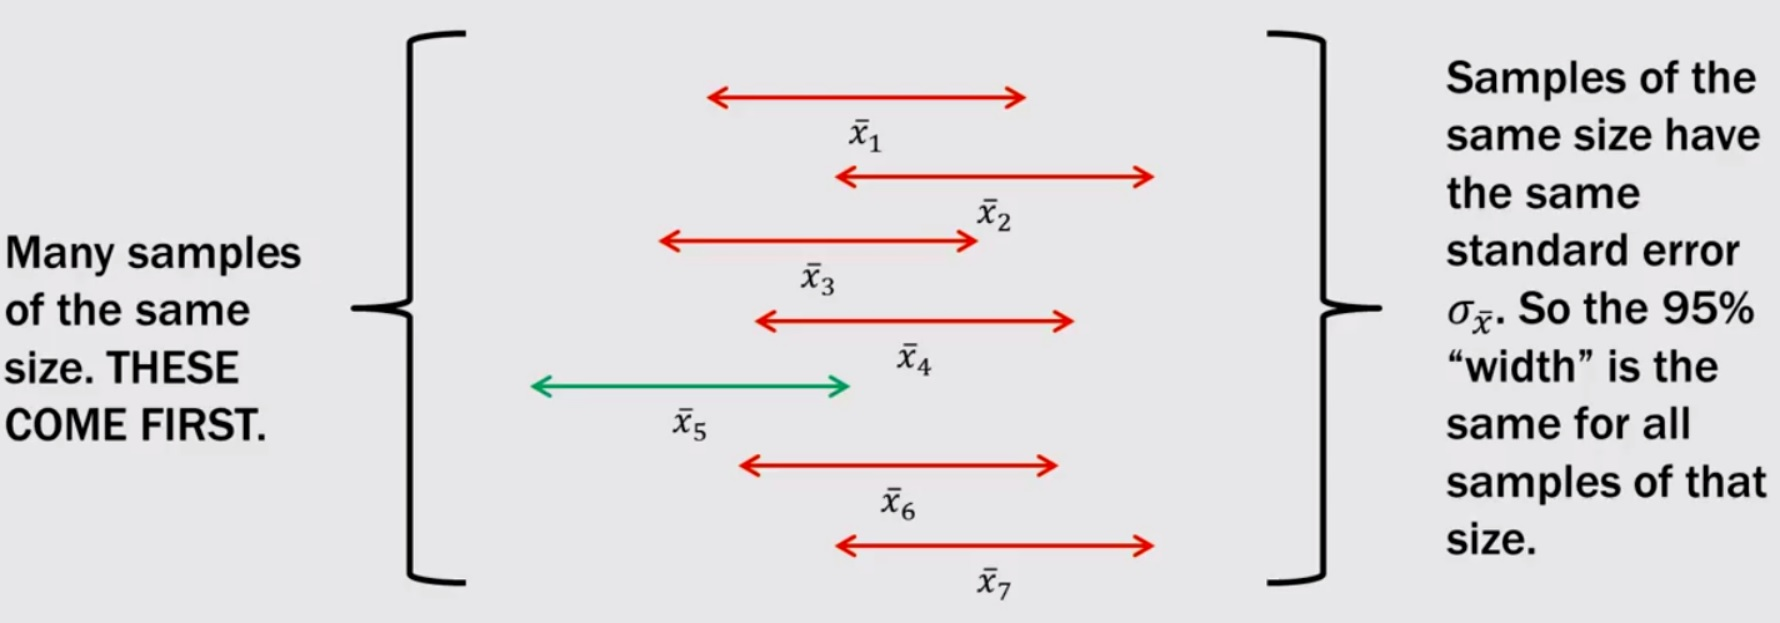 Many samples
of the same
size. THESE
COME FIRST.
x̄₁
x̄₂
x̄₃
x̄₄
x̄₅
x̄₆
x̄₇
Samples of the
same size have
the same
standard error
σx̄. So the 95%
“width” is the
same for all
samples of that
size.